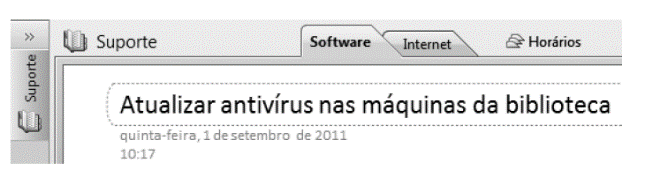 »
Suporte
Suporte Software Internet Horários
Atualizar antivírus nas máquinas da biblioteca
quinta-feira, 1 de setembro de 2011
10:17